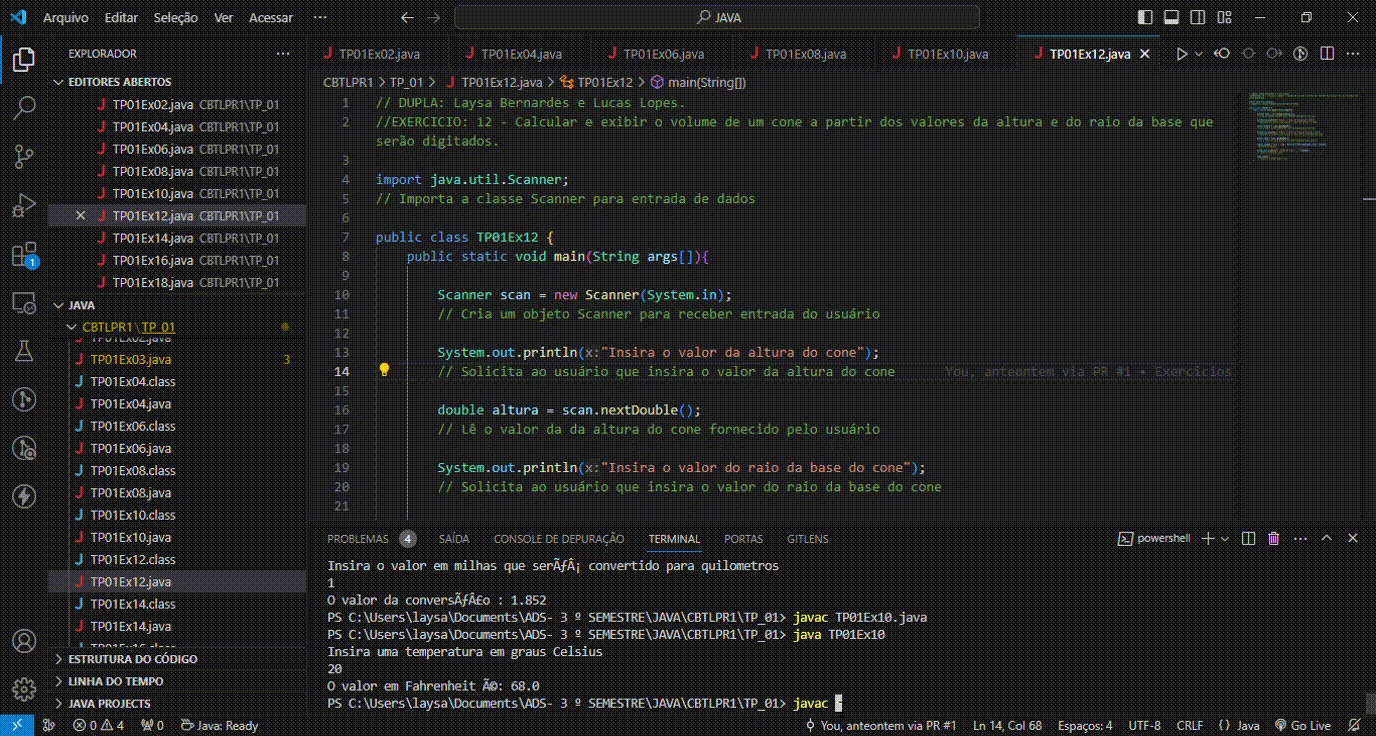 Arquivo Editar Seleção Ver Acessar ··· JAVA
EXPLORADOR ···
EDITORES ABERTOS
TP01Ex02.java CBTLPR1\TP_01
TP01Ex04.java CBTLPR1\TP_01
TP01Ex06.java CBTLPR1\TP_01
TP01Ex08.java CBTLPR1\TP_01
TP01Ex10.java CBTLPR1\TP_01
TP01Ex12.java CBTLPR1\TP_01
TP01Ex14.java CBTLPR1\TP_01
TP01Ex16.java CBTLPR1\TP_01
TP01Ex18.java CBTLPR1\TP_01
JAVA
CBTLPR1\TP_01
TP01Ex02.java
TP01Ex03.java 3
TP01Ex04.class
TP01Ex04.java
TP01Ex06.class
TP01Ex06.java
TP01Ex08.class
TP01Ex08.java
TP01Ex10.class
TP01Ex10.java
TP01Ex12.class
TP01Ex12.java
TP01Ex14.class
TP01Ex14.java
TP01Ex16.class
ESTRUTURA DO CÓDIGO
LINHA DO TEMPO
JAVA PROJECTS
1
TP01Ex02.java TP01Ex04.java TP01Ex06.java TP01Ex08.java TP01Ex10.java TP01Ex12.java
CBTLPR1 > TP_01 > TP01Ex12.java > TP01Ex12 > main(String[])
1 // DUPLA: Laysa Bernardes e Lucas Lopes.
2 //EXERCICIO: 12 - Calcular e exibir o volume de um cone a partir dos valores da altura e do raio da base que
serão digitados.
3
4 import java.util.Scanner;
5 // Importa a classe Scanner para entrada de dados
6
7 public class TP01Ex12 {
8 public static void main(String args[]){
9
10 Scanner scan = new Scanner(System.in);
11 // Cria um objeto Scanner para receber entrada do usuário
12
13 System.out.println(x:"Insira o valor da altura do cone");
14 // Solicita ao usuário que insira o valor da altura do cone You, anteontem via PR #1 • Exercicios
15
16 double altura = scan.nextDouble();
17 // Lê o valor da da altura do cone fornecido pelo usuário
18
19 System.out.println(x:"Insira o valor do raio da base do cone");
20 // Solicita ao usuário que insira o valor do raio da base do cone
21
PROBLEMAS 4 SAÍDA CONSOLE DE DEPURAÇÃO TERMINAL PORTAS GITLENS powershell
Insira o valor em milhas que serÃƒÂ¡ convertido para quilometros
1
O valor da conversÃƒÂ£o : 1.852
PS C:\Users\laysa\Documents\ADS- 3 º SEMESTRE\JAVA\CBTLPR1\TP_01> javac TP01Ex10.java
PS C:\Users\laysa\Documents\ADS- 3 º SEMESTRE\JAVA\CBTLPR1\TP_01> java TP01Ex10
Insira uma temperatura em graus Celsius
20
O valor em Fahrenheit Ã©: 68.0
PS C:\Users\laysa\Documents\ADS- 3 º SEMESTRE\JAVA\CBTLPR1\TP_01> javac
0 4 0 Java: Ready You, anteontem via PR #1 Ln 14, Col 68 Espaços: 4 UTF-8 CRLF {} Java Go Live